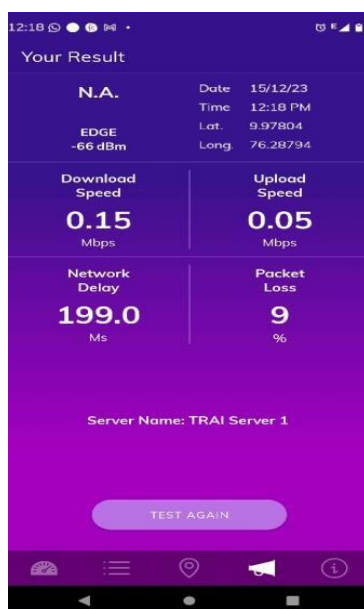 12:18
Your Result
N.A.
Date 15/12/23
Time 12:18 PM
EDGE
-66 dBm
Lat. 9.97804
Long. 76.28794
Download
Speed
0.15
Mbps
Upload
Speed
0.05
Mbps
Network
Delay
199.0
Ms
Packet
Loss
9
%
Server Name: TRAI Server 1
TEST AGAIN